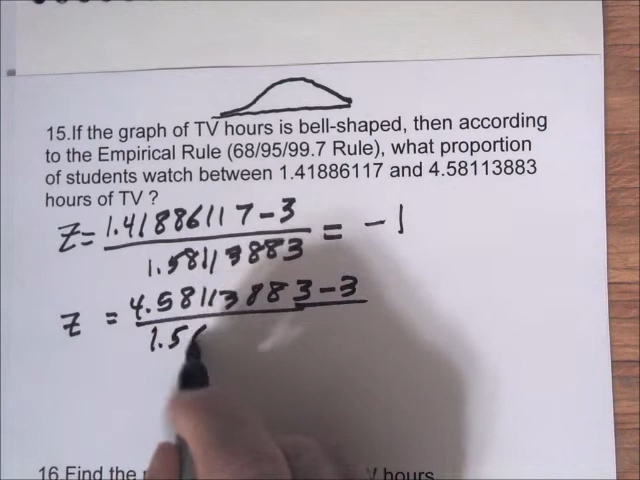 15.If the graph of TV hours is bell-shaped, then according
to the Empirical Rule (68/95/99.7 Rule), what proportion
of students watch between 1.41886117 and 4.58113883
hours of TV ?
Z = 1.41886117 - 3
1.58113883
= -1
Z = 4.58113883 - 3
1.5
16.Find the
hours